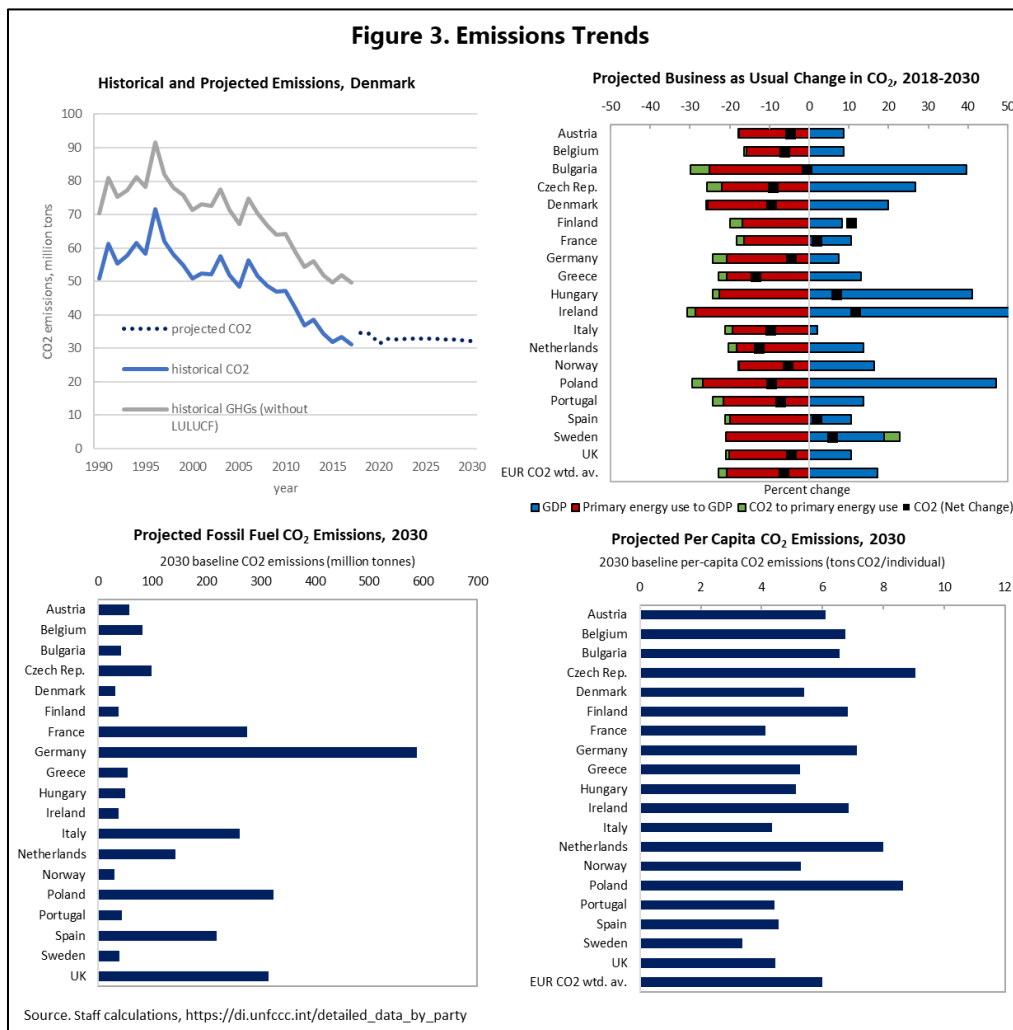 Figure 3. Emissions Trends
Historical and Projected Emissions, Denmark
CO2 emissions, million tons
100
90
80
70
60
50
40
30
20
10
0
projected CO2
historical CO2
historical GHGs (without
LULUCF)
1990 1995 2000 2005 2010 2015 2020 2025 2030
year
Projected Business as Usual Change in CO₂, 2018-2030
-50 -40 -30 -20 -10 0 10 20 30 40 50
Austria
Belgium
Bulgaria
Czech Rep.
Denmark
Finland
France
Germany
Greece
Hungary
Ireland
Italy
Netherlands
Norway
Poland
Portugal
Spain
Sweden
UK
EUR CO2 wtd. av.
Percent change
GDP Primary energy use to GDP CO2 to primary energy use CO2 (Net Change)
Projected Fossil Fuel CO₂ Emissions, 2030
2030 baseline CO2 emissions (million tonnes)
0 100 200 300 400 500 600 700
Austria
Belgium
Bulgaria
Czech Rep.
Denmark
Finland
France
Germany
Greece
Hungary
Ireland
Italy
Netherlands
Norway
Poland
Portugal
Spain
Sweden
UK
Projected Per Capita CO₂ Emissions, 2030
2030 baseline per-capita CO2 emissions (tons CO2/individual)
0 2 4 6 8 10 12
Austria
Belgium
Bulgaria
Czech Rep.
Denmark
Finland
France
Germany
Greece
Hungary
Ireland
Italy
Netherlands
Norway
Poland
Portugal
Spain
Sweden
UK
EUR CO2 wtd. av.
Source. Staff calculations, https://di.unfccc.int/detailed_data_by_party